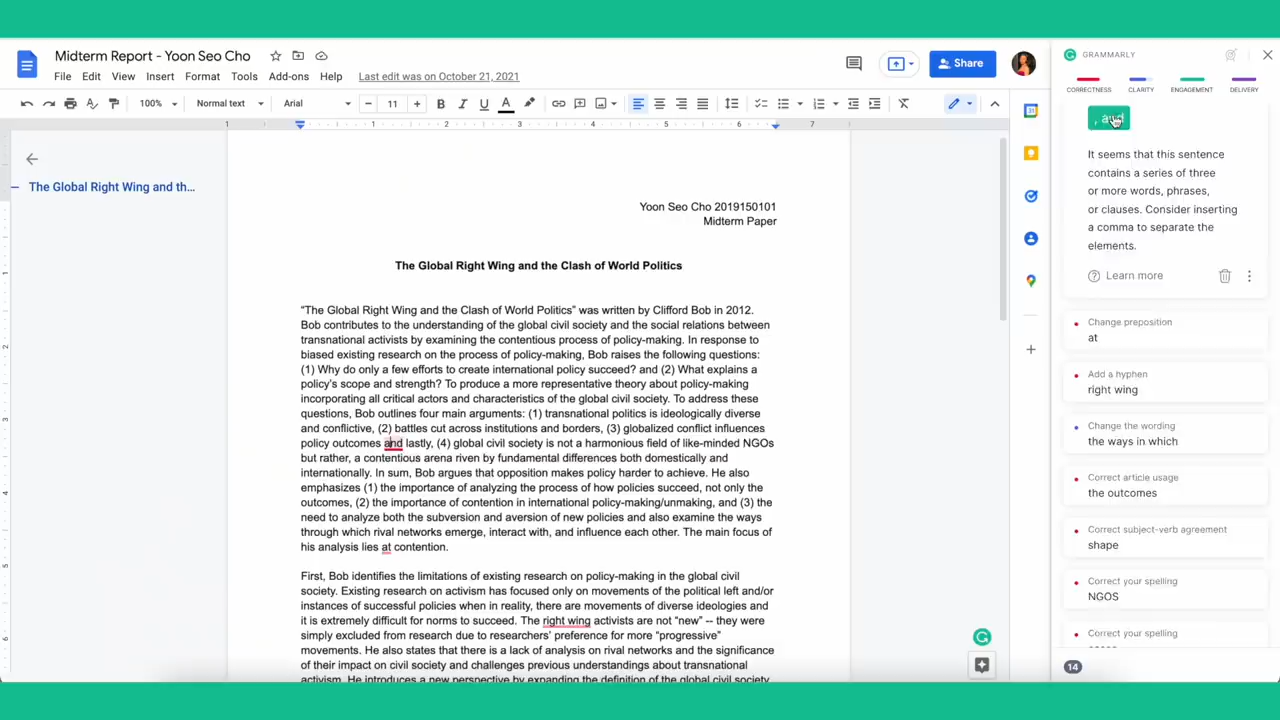 Midterm Report - Yoon Seo Cho
File Edit View Insert Format Tools Add-ons Help Last edit was on October 21, 2021
Share
100% Normal text Arial 11 B I U A
1 1 2 3 4 5 6 7
The Global Right Wing and th...
Yoon Seo Cho 2019150101
Midterm Paper
The Global Right Wing and the Clash of World Politics
“The Global Right Wing and the Clash of World Politics” was written by Clifford Bob in 2012.
Bob contributes to the understanding of the global civil society and the social relations between
transnational activists by examining the contentious process of policy-making. In response to
biased existing research on the process of policy-making, Bob raises the following questions:
(1) Why do only a few efforts to create international policy succeed? and (2) What explains a
policy’s scope and strength? To produce a more representative theory about policy-making
incorporating all critical actors and characteristics of the global civil society. To address these
questions, Bob outlines four main arguments: (1) transnational politics is ideologically diverse
and conflictive, (2) battles cut across institutions and borders, (3) globalized conflict influences
policy outcomes and lastly, (4) global civil society is not a harmonious field of like-minded NGOs
but rather, a contentious arena riven by fundamental differences both domestically and
internationally. In sum, Bob argues that opposition makes policy harder to achieve. He also
emphasizes (1) the importance of analyzing the process of how policies succeed, not only the
outcomes, (2) the importance of contention in international policy-making/unmaking, and (3) the
need to analyze both the subversion and aversion of new policies and also examine the ways
through which rival networks emerge, interact with, and influence each other. The main focus of
his analysis lies at contention.
First, Bob identifies the limitations of existing research on policy-making in the global civil
society. Existing research on activism has focused only on movements of the political left and/or
instances of successful policies when in reality, there are movements of diverse ideologies and
it is extremely difficult for norms to succeed. The right wing activists are not “new” -- they were
simply excluded from research due to researchers’ preference for more “progressive”
movements. He also states that there is a lack of analysis on rival networks and the significance
of their impact on civil society and challenges previous understandings about transnational
activism. He introduces a new perspective by expanding the definition of the global civil society
GRAMMARLY
CORRECTNESS CLARITY ENGAGEMENT DELIVERY
, and
It seems that this sentence
contains a series of three
or more words, phrases,
or clauses. Consider inserting
a comma to separate the
elements.
Learn more
Change preposition
at
Add a hyphen
right wing
Change the wording
the ways in which
Correct article usage
the outcomes
Correct subject-verb agreement
shape
Correct your spelling
NGOS
Correct your spelling
14